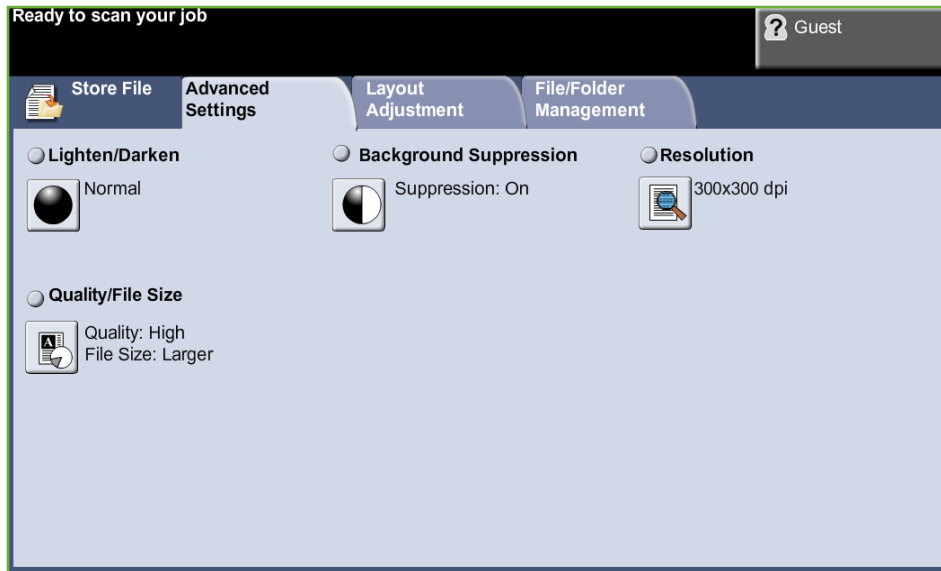 Ready to scan your job
Guest
Store File
Advanced
Settings
Layout
Adjustment
File/Folder
Management
Lighten/Darken
Normal
Background Suppression
Suppression: On
Resolution
300x300 dpi
Quality/File Size
Quality: High
File Size: Larger